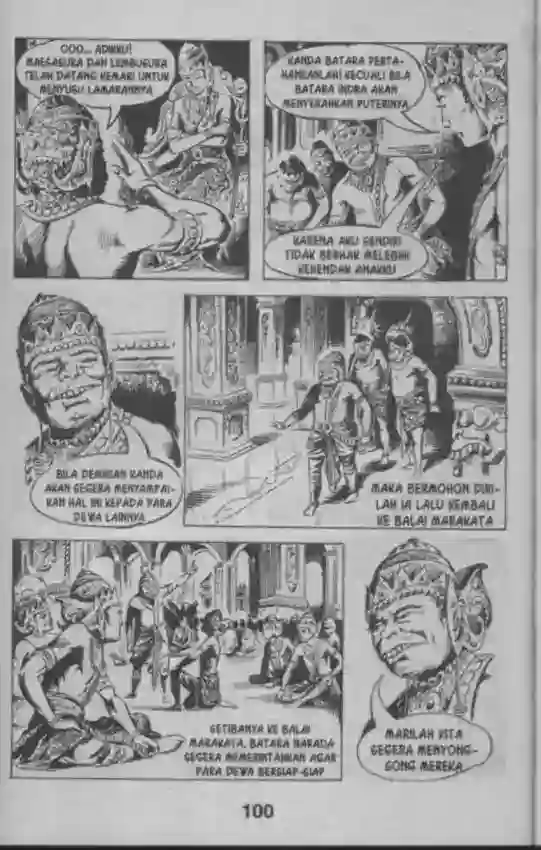 OOO... ADIKKU!
MAEGASURA DAN LEMBUSURA
TELAH DATANG KEMARI UNTUK
MENYUSU LAMARANNYA
KANDA BATARA PERTA-
HANKANLAH! KECUALI BILA
BATARA INDRA AKAN
MENYERAHKAN PUTERINYA
KARENA AKU SENDIRI
TIDAK BERHAK MELEBIHI
KEHENDAK ANAKKU
BILA DEMIKIAN KANDA
AKAN SEGERA MENYAMPAI-
KAN HAL INI KEPADA PARA
DEWA LAINNYA
MAKA BERMOHON DIRI-
LAH IA LALU KEMBALI
KE BALAI MARAKATA
SETIBANYA KE BALAI
MARAKATA, BATARA NARADA
SEGERA MEMERINTAHKAN AGAR
PARA DEWA BERSIAP-SIAP
MARILAH KITA
SEGERA MENYONG-
SONG MEREKA
100